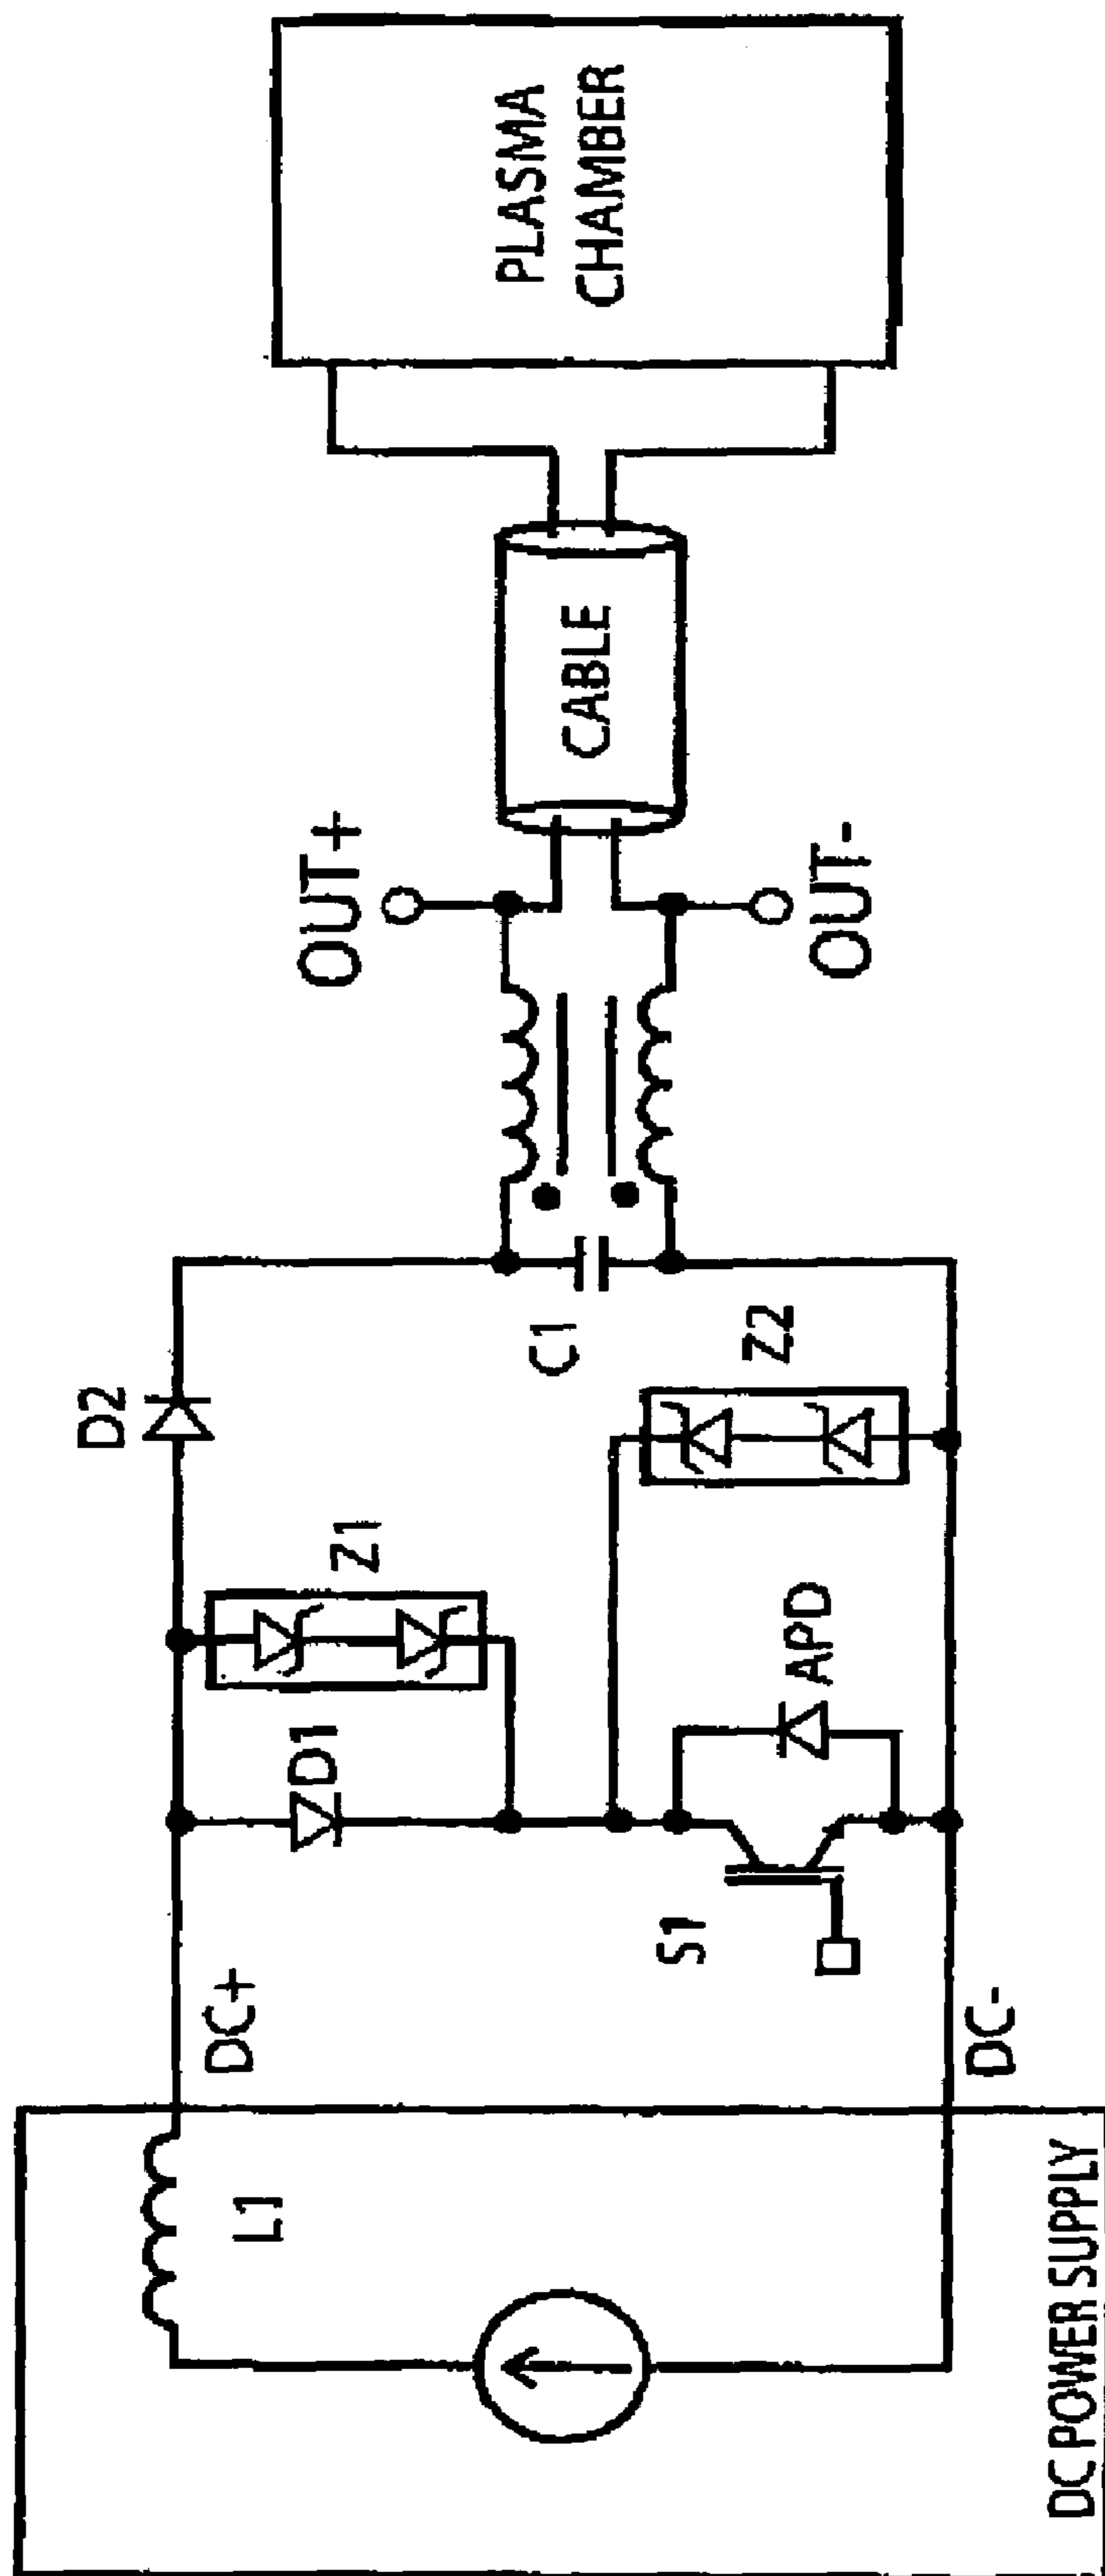 DC POWER SUPPLY
L1
DC+
DC-
S1
D1
APD
Z1
Z2
D2
C1
OUT+
OUT-
CABLE
PLASMA
CHAMBER